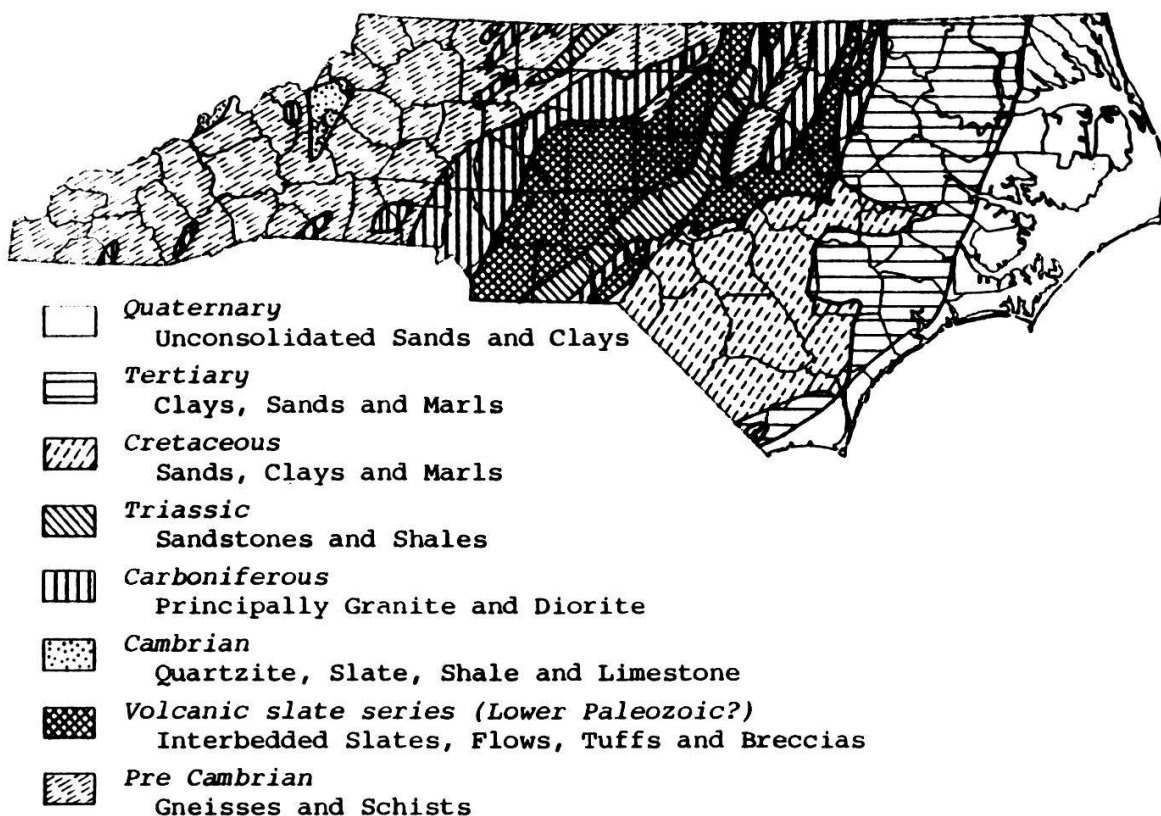 Quaternary
Unconsolidated Sands and Clays
Tertiary
Clays, Sands and Marls
Cretaceous
Sands, Clays and Marls
Triassic
Sandstones and Shales
Carboniferous
Principally Granite and Diorite
Cambrian
Quartzite, Slate, Shale and Limestone
Volcanic slate series (Lower Paleozoic?)
Interbedded Slates, Flows, Tuffs and Breccias
Pre Cambrian
Gneisses and Schists